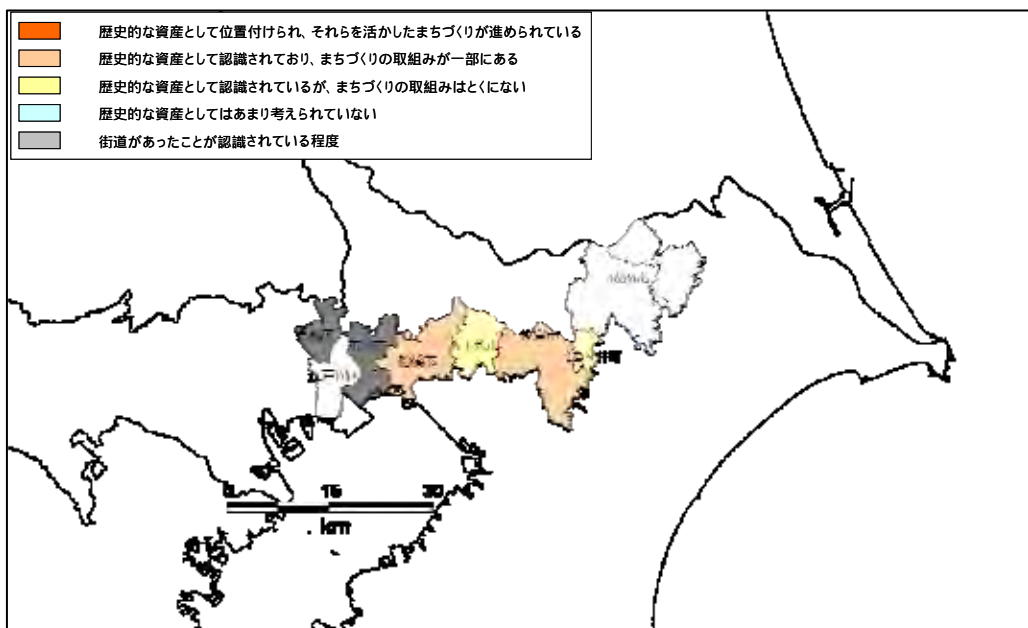 歴史的な資産として位置付けられ、それらを活かしたまちづくりが進められている
歴史的な資産として認識されており、まちづくりの取組みが一部にある
歴史的な資産として認識されているが、まちづくりの取組みはとくにない
歴史的な資産としてはあまり考えられていない
街道があったことが認識されている程度
0 15 30
km